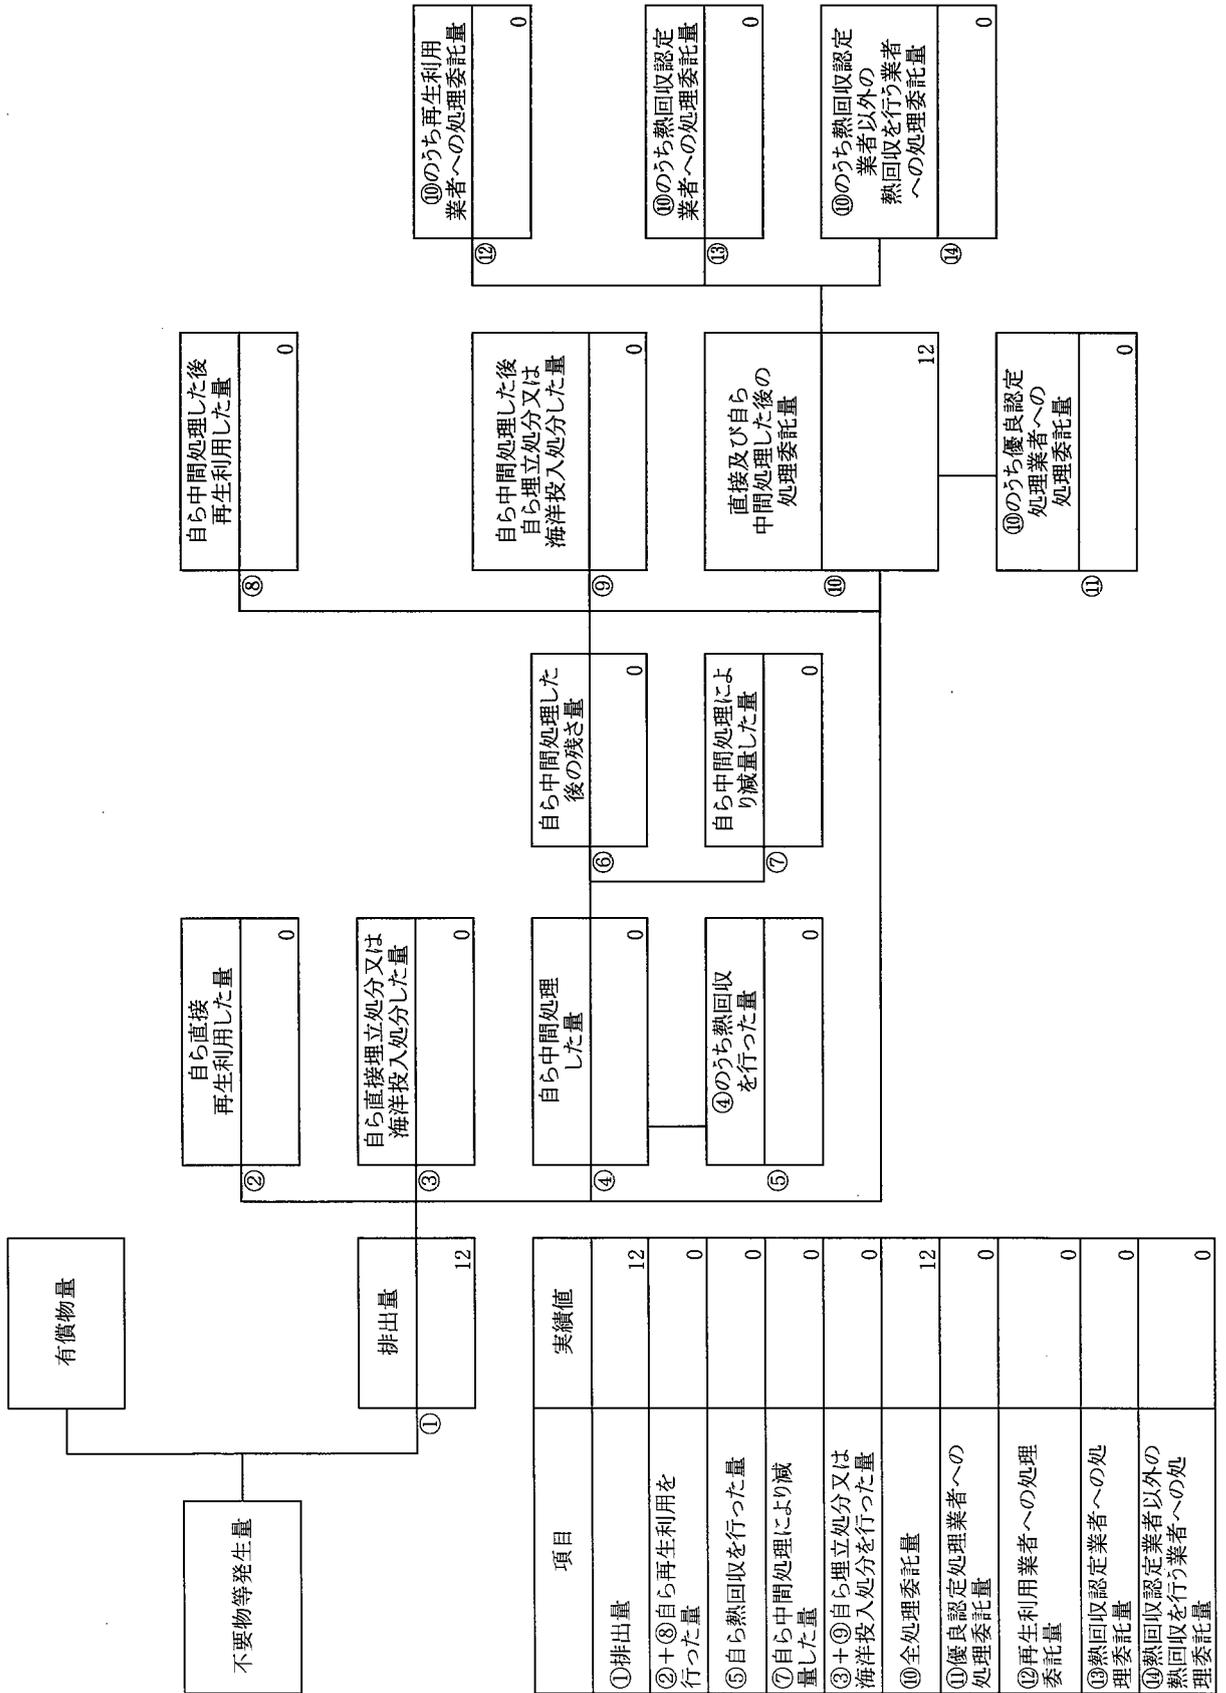 不要物等発生量
有償物量
①
排出量
12
②
自ら直接
再生利用した量
0
③
自ら直接埋立処分又は
海洋投入処分した量
0
④
自ら中間処理
した量
0
⑤
④のうち熱回収
を行った量
0
⑥
自ら中間処理した
後の残さ量
0
⑦
自ら中間処理によ
り減量した量
0
⑧
自ら中間処理した後
再生利用した量
0
⑨
自ら中間処理した後
自ら埋立処分又は
海洋投入処分した量
0
⑩
直接及び自ら
中間処理した後の
処理委託量
12
⑪
⑩のうち優良認定
処理業者への
処理委託量
0
⑫
⑩のうち再生利用
業者への処理委託量
0
⑬
⑩のうち熱回収認定
業者への処理委託量
0
⑭
⑩のうち熱回収認定
業者以外の
熱回収を行う業者
への処理委託量
0
項目
実績値
①排出量
12
②+⑧自ら再生利用を
行った量
0
⑤自ら熱回収を行った量
0
⑦自ら中間処理により減
量した量
0
③+⑨自ら埋立処分又は
海洋投入処分を行った量
0
⑩全処理委託量
12
⑪優良認定処理業者への
処理委託量
0
⑫再生利用業者への処理
委託量
0
⑬熱回収認定業者への処
理委託量
0
⑭熱回収認定業者以外の
熱回収を行う業者への処
理委託量
0